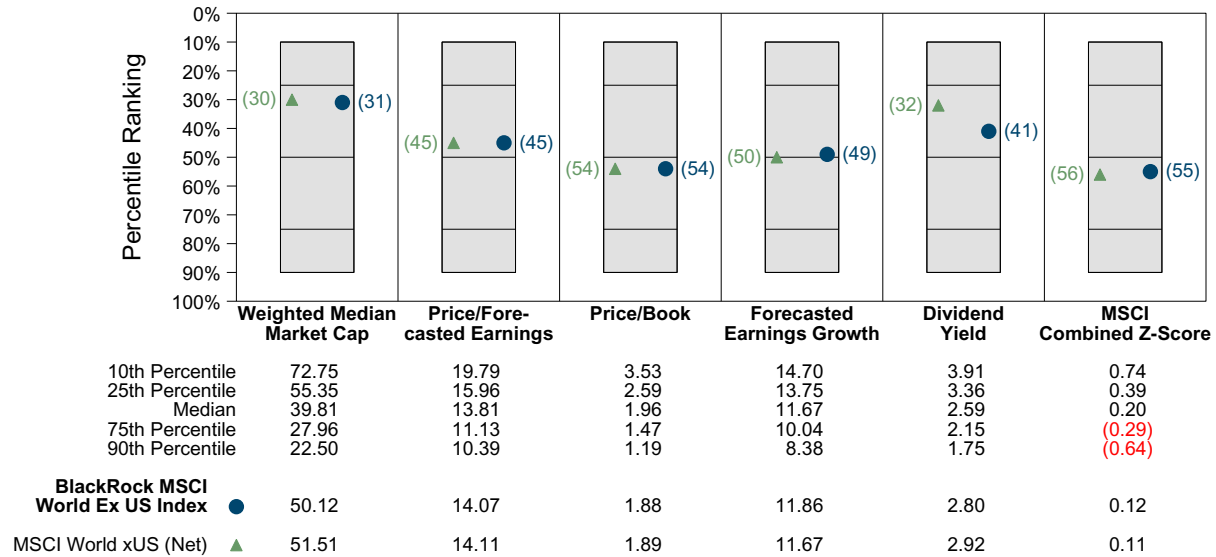 0%
10%
20%
30%
40%
50%
60%
70%
80%
90%
100%
Percentile Ranking
(30) (31)
(45) (45)
(54) (54)
(50) (49)
(32) (41)
(56) (55)
Weighted Median Market Cap
Price/Fore-casted Earnings
Price/Book
Forecasted Earnings Growth
Dividend Yield
MSCI Combined Z-Score
10th Percentile 72.75 19.79 3.53 14.70 3.91 0.74
25th Percentile 55.35 15.96 2.59 13.75 3.36 0.39
Median 39.81 13.81 1.96 11.67 2.59 0.20
75th Percentile 27.96 11.13 1.47 10.04 2.15 (0.29)
90th Percentile 22.50 10.39 1.19 8.38 1.75 (0.64)
BlackRock MSCI
World Ex US Index 50.12 14.07 1.88 11.86 2.80 0.12
MSCI World xUS (Net) 51.51 14.11 1.89 11.67 2.92 0.11